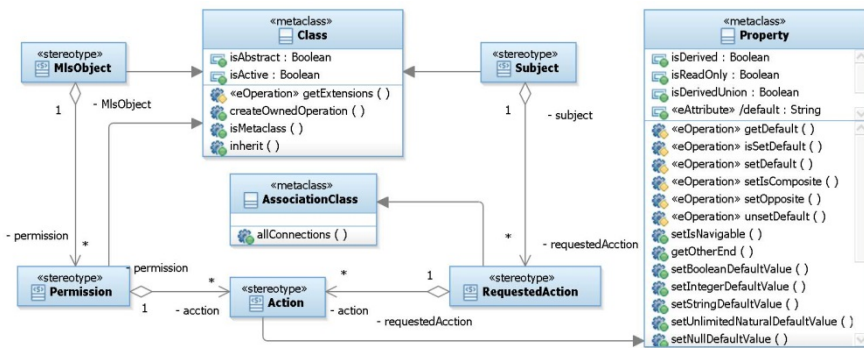 «metaclass»
Class
isAbstract : Boolean
isActive : Boolean
«eOperation» getExtensions ( )
createOwnedOperation ( )
isMetaclass ( )
inherit ( )
«stereotype»
MlsObject
1
- MlsObject
«stereotype»
Subject
1
- subject
«metaclass»
Property
isDerived : Boolean
isReadOnly : Boolean
isDerivedUnion : Boolean
«eAttribute» /default : String
«eOperation» getDefault ( )
«eOperation» isSetDefault ( )
«eOperation» setDefault ( )
«eOperation» setIsComposite ( )
«eOperation» setOpposite ( )
«eOperation» unsetDefault ( )
setIsNavigable ( )
getOtherEnd ( )
setBooleanDefaultValue ( )
setIntegerDefaultValue ( )
setStringDefaultValue ( )
setUnlimitedNaturalDefaultValue ( )
setNullDefaultValue ( )
«metaclass»
AssociationClass
allConnections ( )
- permission
*
*
- requestedAcction
«stereotype»
Permission
- permission
1
*
- acction
«stereotype»
Action
*
- action
1
- requestedAcction
«stereotype»
RequestedAction